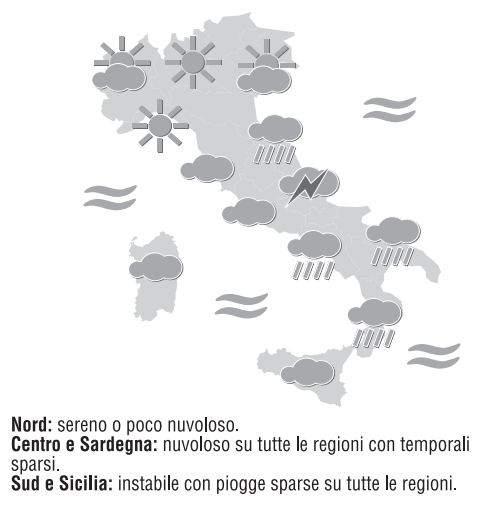 Nord: sereno o poco nuvoloso.
Centro e Sardegna: nuvoloso su tutte le regioni con temporali
sparsi.
Sud e Sicilia: instabile con piogge sparse su tutte le regioni.